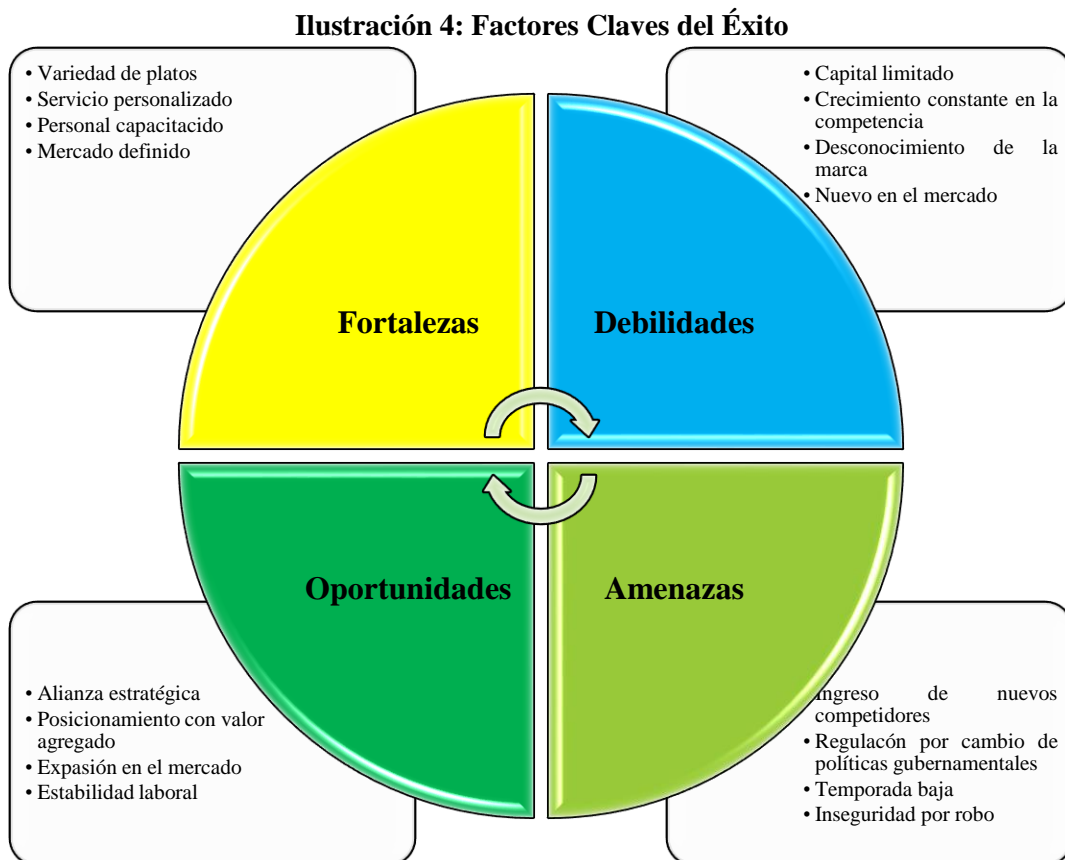 Ilustración 4: Factores Claves del Éxito
• Variedad de platos
• Servicio personalizado
• Personal capacitacido
• Mercado definido
• Capital limitado
• Crecimiento constante en la
competencia
• Desconocimiento de la
marca
• Nuevo en el mercado
Fortalezas
Debilidades
Oportunidades
Amenazas
• Alianza estratégica
• Posicionamiento con valor
agregado
• Expasión en el mercado
• Estabilidad laboral
Ingreso de nuevos
competidores
• Regulacón por cambio de
políticas gubernamentales
• Temporada baja
• Inseguridad por robo